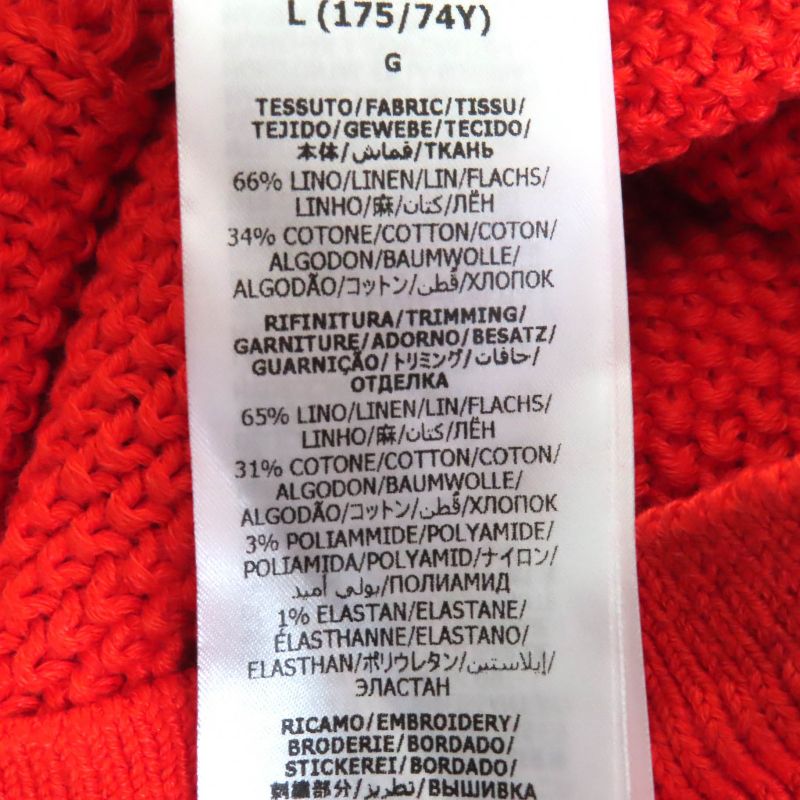 L (175/74Y)
G
TESSUTO/FABRIC/TISSU/
TEJIDO/GEWEBE/TECIDO/
本体/قماش/ТКАНЬ
66% LINO/LINEN/LIN/FLACHS/
LINHO/麻/كتان/ЛЁН
34% COTONE/COTTON/COTON/
ALGODON/BAUMWOLLE/
ALGODÃO/コットン/قطن/ХЛОПОК
RIFINITURA/TRIMMING/
GARNITURE/ADORNO/BESATZ/
GUARNIÇÃO/トリミング/حافات/
ОТДЕЛКА
65% LINO/LINEN/LIN/FLACHS/
LINHO/麻/كتان/ЛЁН
31% COTONE/COTTON/COTON/
ALGODON/BAUMWOLLE/
ALGODÃO/コットン/قطن/ХЛОПОК
3% POLIAMMIDE/POLYAMIDE/
POLIAMIDA/POLYAMID/ナイロン/
بولي أميد/ПОЛИАМИД
1% ELASTAN/ELASTANE/
ÉLASTHANNE/ELASTANO/
ELASTHAN/ポリウレタン/إيلاستين/
ЭЛАСТАН
RICAMO/EMBROIDERY/
BRODERIE/BORDADO/
STICKEREI/BORDADO/
刺繍部分/تطريز/ВЫШИВКА